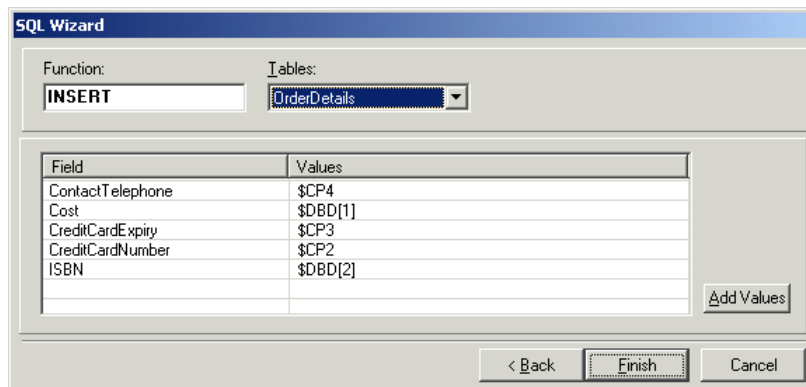 SQL Wizard
Function: Tables:
INSERT OrderDetails
Field Values
ContactTelephone $CP4
Cost $DBD[1]
CreditCardExpiry $CP3
CreditCardNumber $CP2
ISBN $DBD[2]
Add Values
< Back Finish Cancel